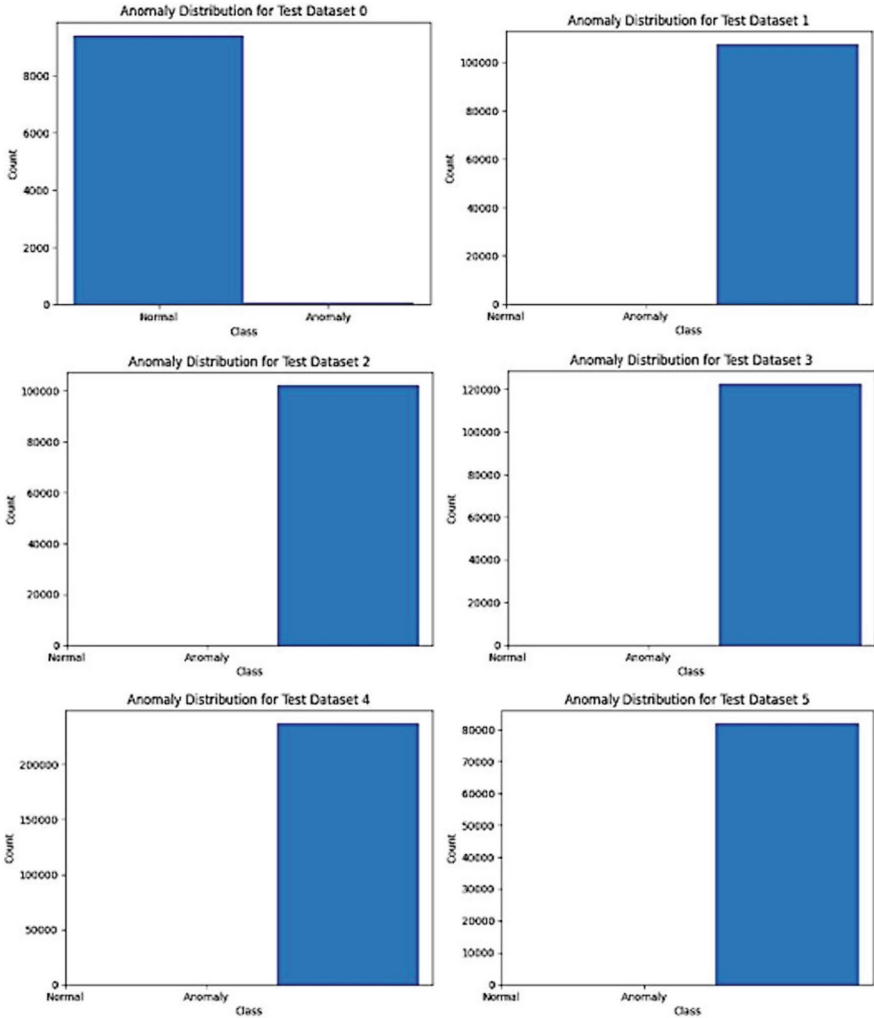 Anomaly Distribution for Test Dataset 0
8000
6000
4000
2000
0
Count
Normal Anomaly
Class
Anomaly Distribution for Test Dataset 1
100000
80000
60000
40000
20000
0
Count
Normal Anomaly
Class
Anomaly Distribution for Test Dataset 2
100000
80000
60000
40000
20000
0
Count
Normal Anomaly
Class
Anomaly Distribution for Test Dataset 3
120000
100000
80000
60000
40000
20000
0
Count
Normal Anomaly
Class
Anomaly Distribution for Test Dataset 4
200000
150000
100000
50000
0
Count
Normal Anomaly
Class
Anomaly Distribution for Test Dataset 5
80000
70000
60000
50000
40000
30000
20000
10000
0
Count
Normal Anomaly
Class